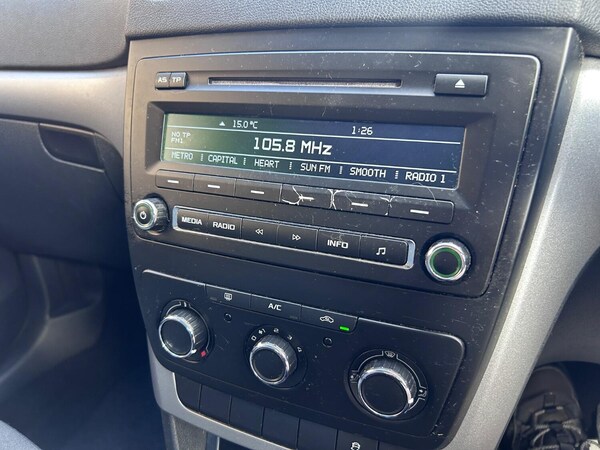 AS TP
15.0°C 1:26
NO TP
FM1.
105.8 MHz
METRO CAPITAL HEART SUN FM SMOOTH RADIO 1
MEDIA RADIO INFO
A/C